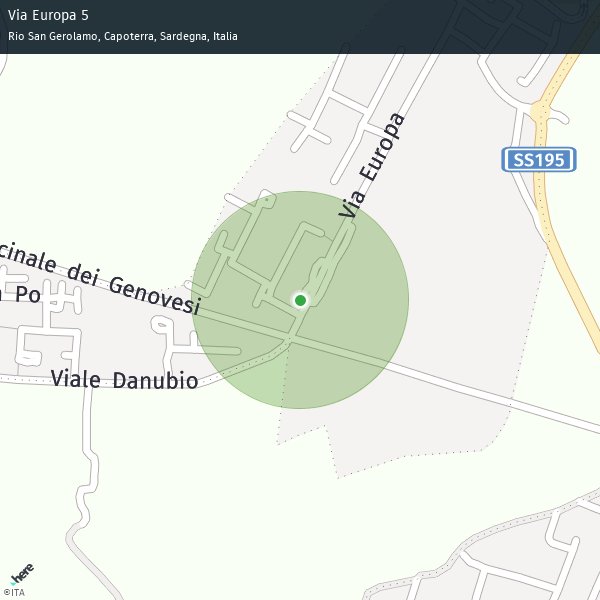 Via Europa 5
Rio San Gerolamo, Capoterra, Sardegna, Italia
Via Europa
SS195
cinale dei Genovesi
Po
Viale Danubio
here
©ITA